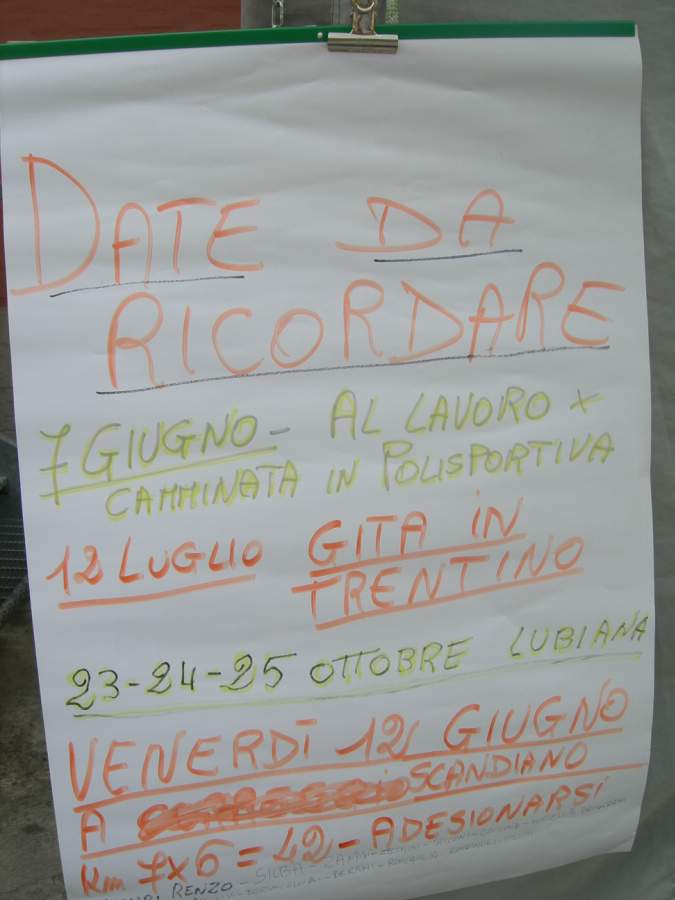 DATE DA
RICORDARE
7 GIUGNO - AL LAVORO X
CAMMINATA IN POLISPORTIVA
12 LUGLIO GITA IN
TRENTINO
23-24-25 OTTOBRE LUBIANA
VENERDÌ 12 GIUGNO
A SCANDIANO
Km 7x6 = 42 - ADESIONARSI
RENZO - SILBA -